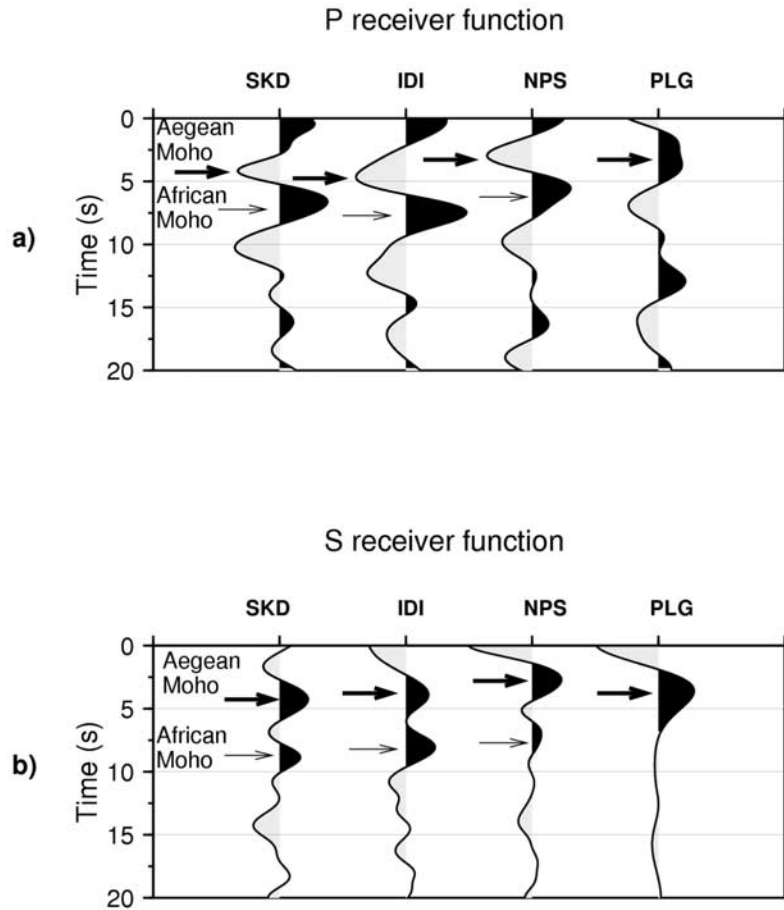 P receiver function
SKD IDI NPS PLG
0
Aegean
Moho
5
African
Moho
10
15
20
Time (s)
a)
S receiver function
SKD IDI NPS PLG
0
Aegean
Moho
5
African
Moho
10
15
20
Time (s)
b)